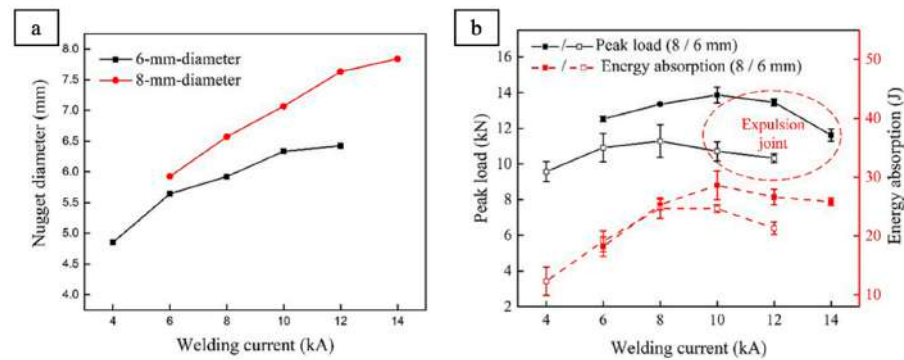 a
Nugget diameter (mm)
8.0
7.5
7.0
6.5
6.0
5.5
5.0
4.5
4.0
6-mm-diameter
8-mm-diameter
4 6 8 10 12 14
Welding current (kA)
b
Peak load (kN)
16
14
12
10
8
6
4
2
/ Peak load (8 / 6 mm)
/ Energy absorption (8 / 6 mm)
Expulsion
joint
50
40
30
20
10
Energy absorption (J)
4 6 8 10 12 14
Welding current (kA)